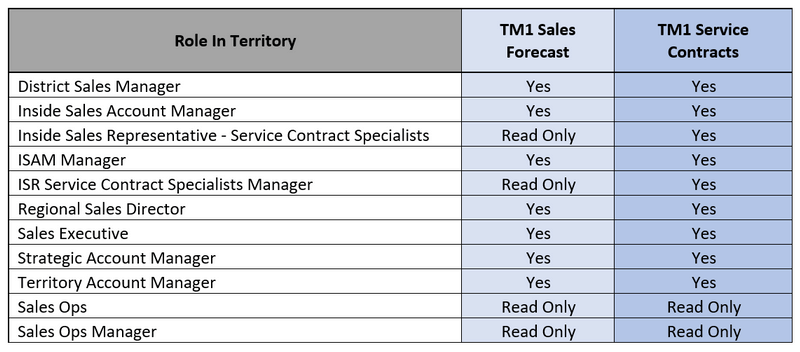 Role In Territory TM1 Sales Forecast TM1 Service Contracts
District Sales Manager Yes Yes
Inside Sales Account Manager Yes Yes
Inside Sales Representative - Service Contract Specialists Read Only Yes
ISAM Manager Yes Yes
ISR Service Contract Specialists Manager Read Only Yes
Regional Sales Director Yes Yes
Sales Executive Yes Yes
Strategic Account Manager Yes Yes
Territory Account Manager Yes Yes
Sales Ops Read Only Read Only
Sales Ops Manager Read Only Read Only